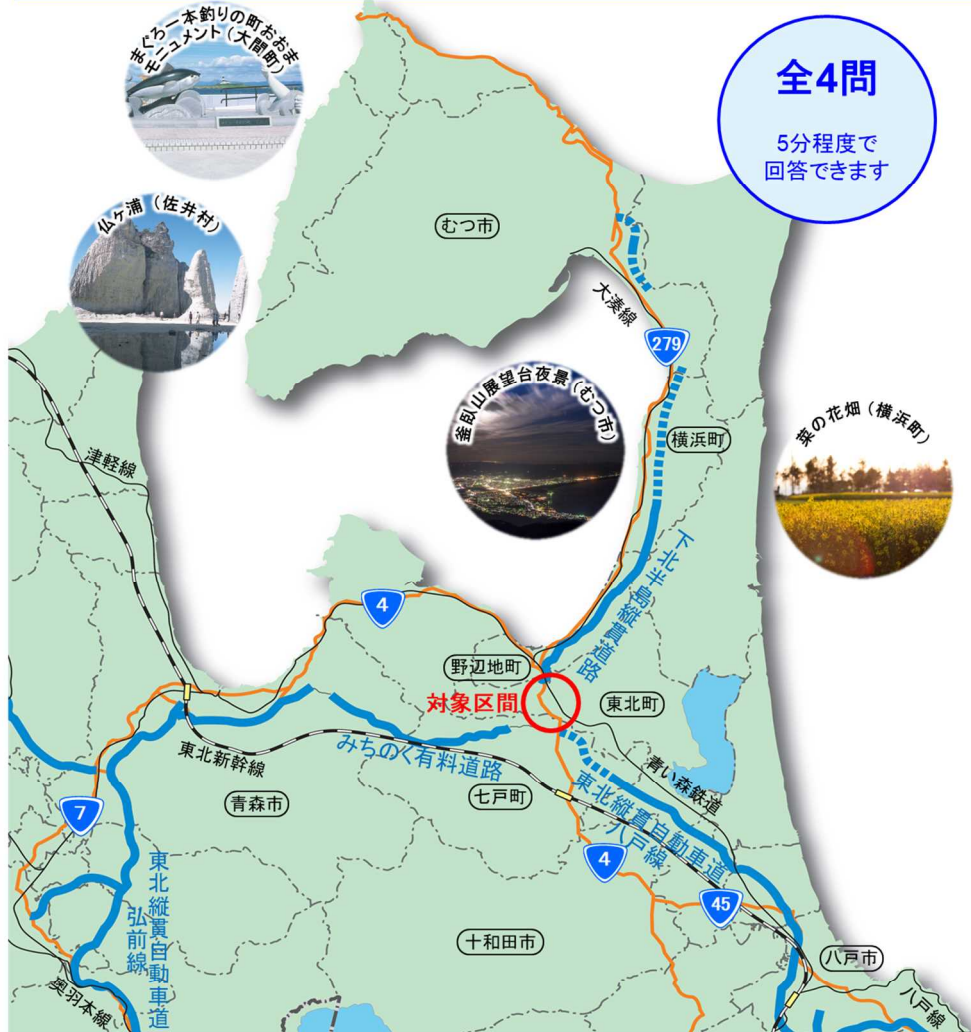 まぐろ一本釣りの町おおま
モニュメント（大間町）
全4問
5分程度で
回答できます
仏ヶ浦（佐井村）
むつ市
大湊線
279
釜臥山展望台夜景（むつ市）
横浜町
菜の花畑（横浜町）
津軽線
下北半島縦貫道路
4
野辺地町
対象区間
東北町
東北新幹線
みちのく有料道路
青い森鉄道
七戸町
青森市
7
東北縦貫自動車道
八戸線
4
45
東北縦貫自動車道
弘前線
十和田市
八戸市
奥羽本線
八戸線